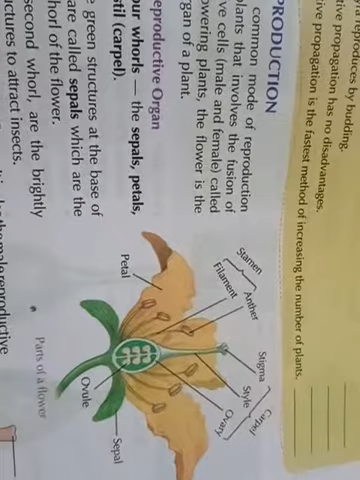 reproduces by budding.
tive propagation has no disadvantages.
tive propagation is the fastest method of increasing the number of plants.
PRODUCTION
common mode of reproduction
plants that involves the fusion of
ve cells (male and female) called
owering plants, the flower is the
rgan of a plant.
eproductive Organ
our whorls — the sepals, petals,
stil (carpel).
e green structures at the base of
are called sepals which are the
horl of the flower.
second whorl, are the brightly
uctures to attract insects.
the male reproductive
Stamen
Filament
Anther
Stigma
Style
Carpel
Ovary
Petal
Ovule
Sepal
Parts of a flower